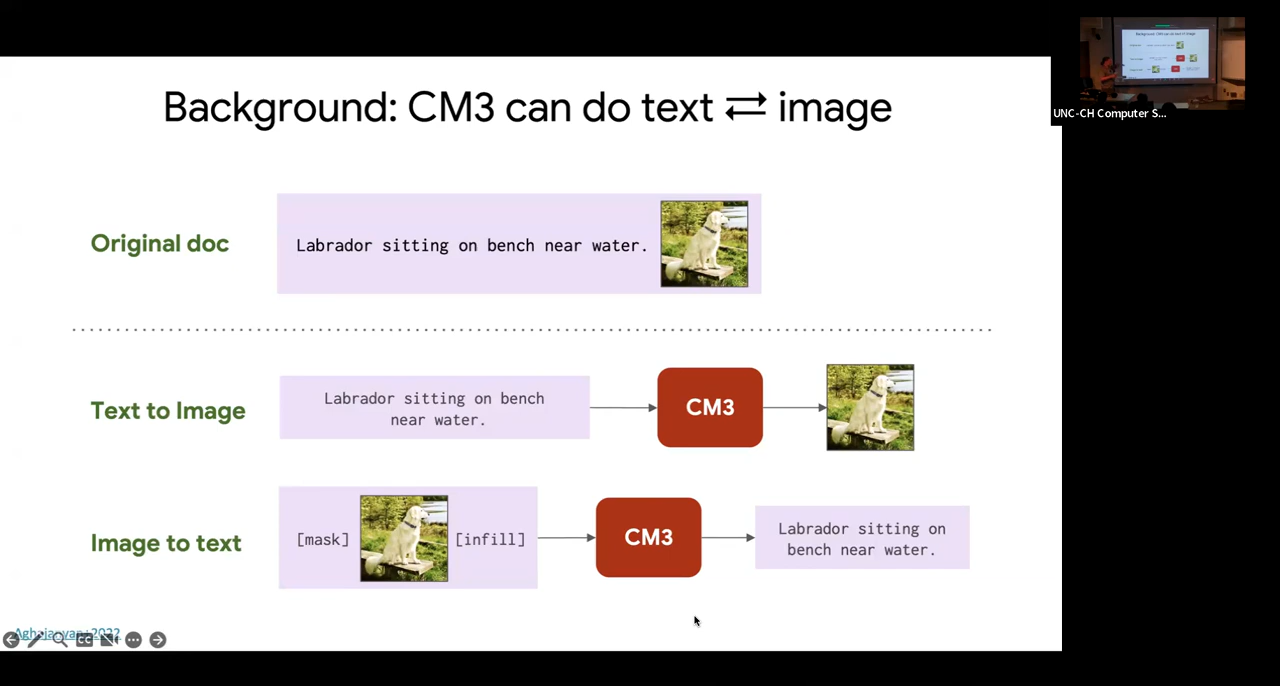 Background: CM3 can do text ⇄ image
UNC-CH Computer S...
Original doc
Labrador sitting on bench near water.
Text to Image
Labrador sitting on bench
near water.
CM3
Image to text
[mask]
[infill]
CM3
Labrador sitting on
bench near water.
CC